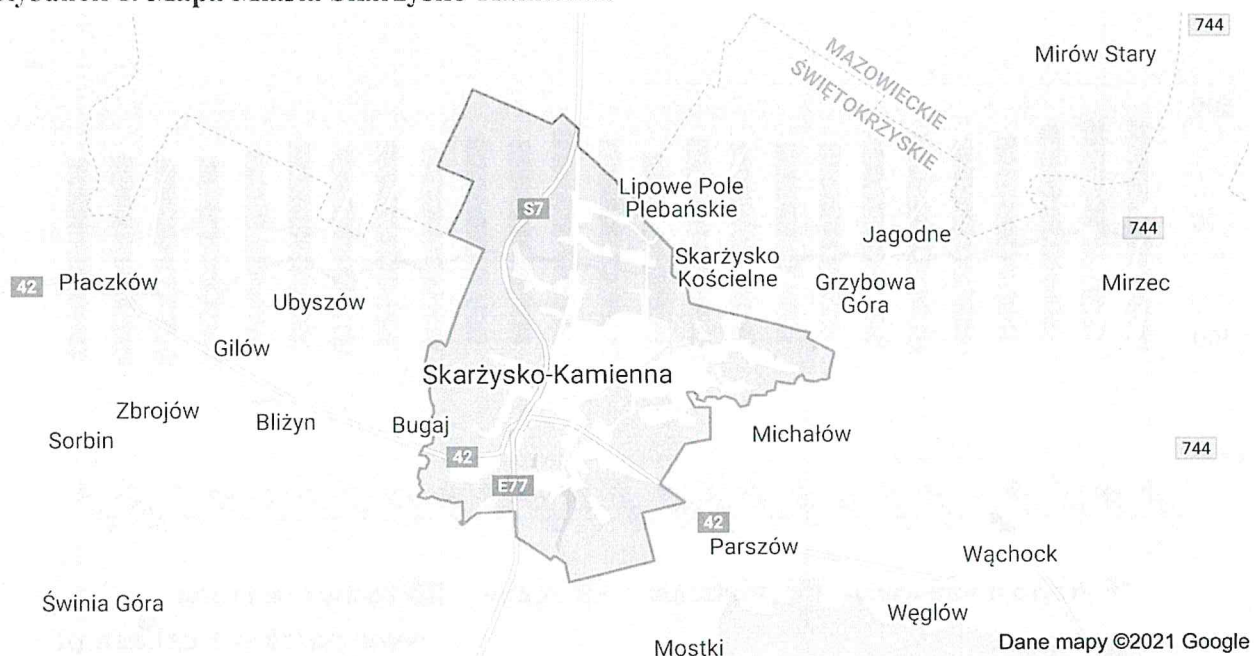 744
Mirów Stary
MAZOWIECKIE
ŚWIĘTOKRZYSKIE
Lipowe Pole
Plebańskie
S7
Jagodne
744
Skarżysko
Kościelne
42
Płaczków
Ubyszów
Grzybowa
Góra
Mirzec
Gilów
Skarżysko-Kamienna
Zbrojów
Bliżyn
Bugaj
Sorbin
Michałów
744
42
E77
42
Parszów
Wąchock
Świnia Góra
Węglów
Mostki
Dane mapy ©2021 Google